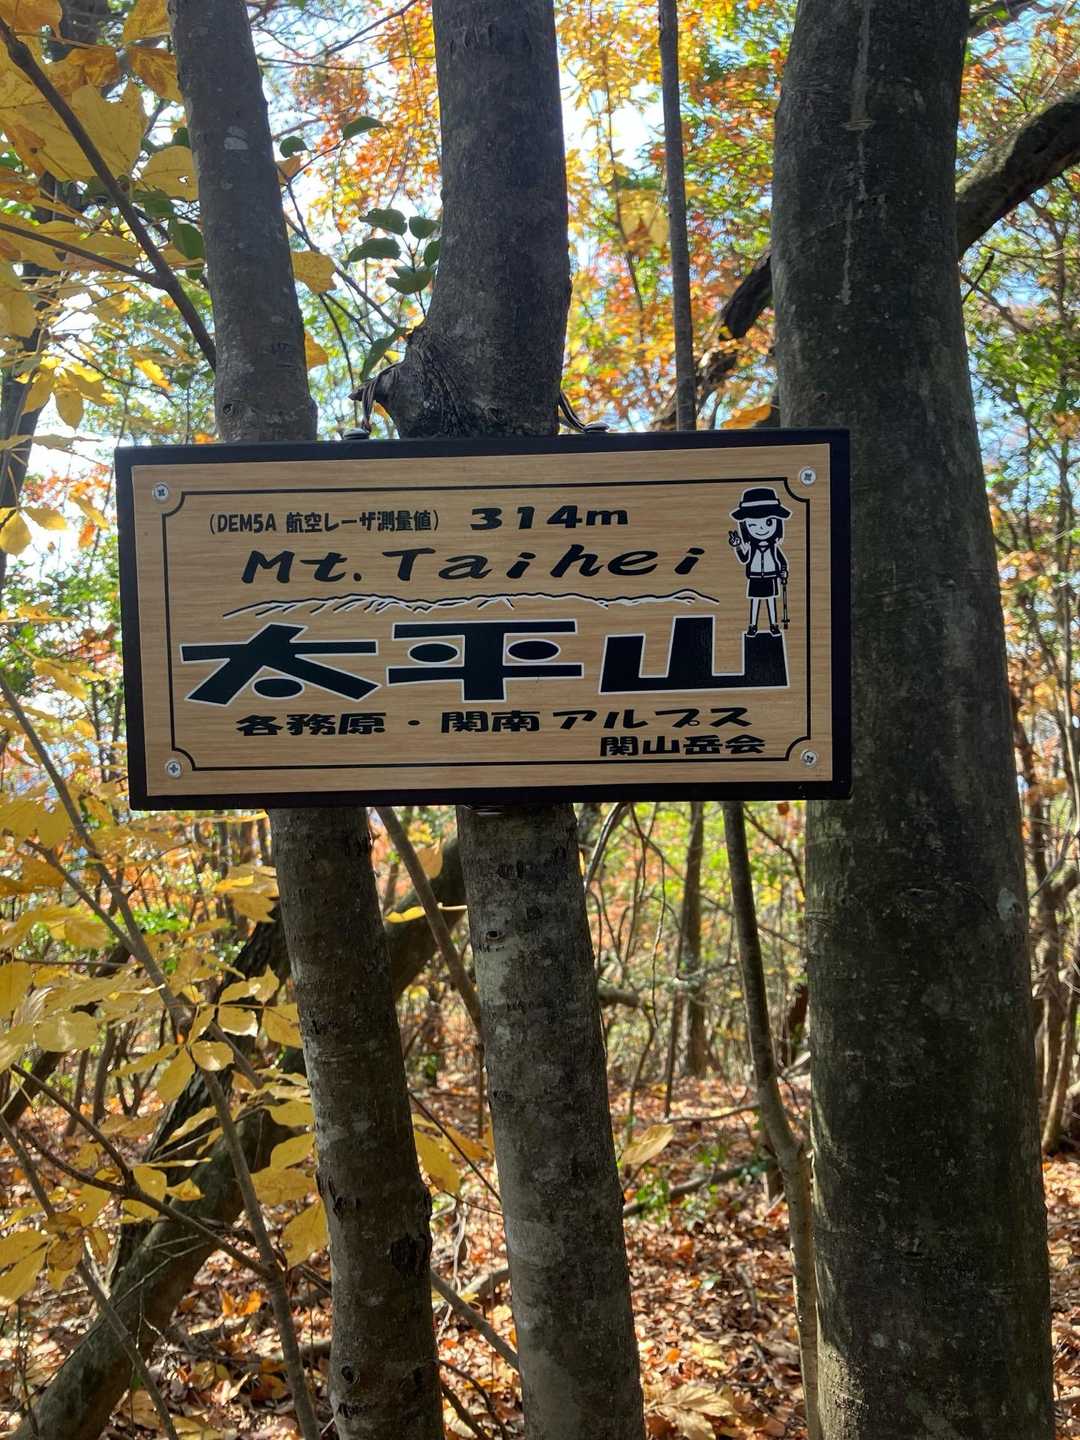 (DEM5A 航空レーザ測量値) 314m
Mt.Taihei
太平山
各務原・関南アルプス
関山岳会